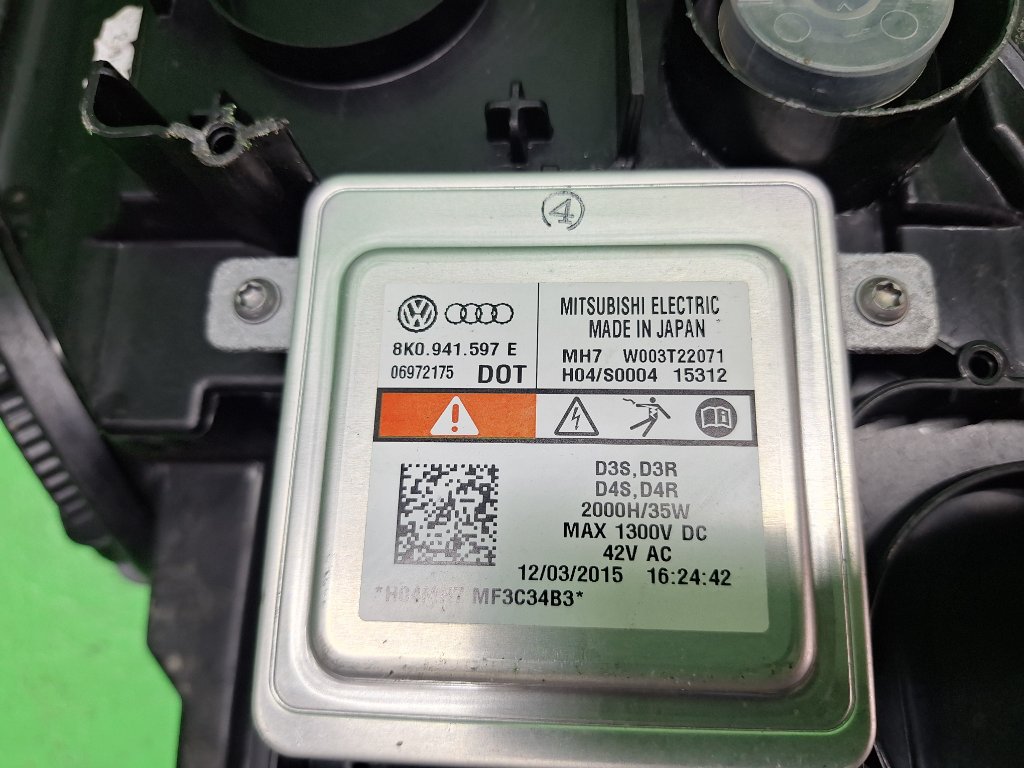 4
8K0.941.597 E
06972175 DOT
MITSUBISHI ELECTRIC
MADE IN JAPAN
MH7 W003T22071
H04/S0004 15312
D3S,D3R
D4S,D4R
2000H/35W
MAX 1300V DC
42V AC
12/03/2015 16:24:42
*H04MH7 MF3C34B3*